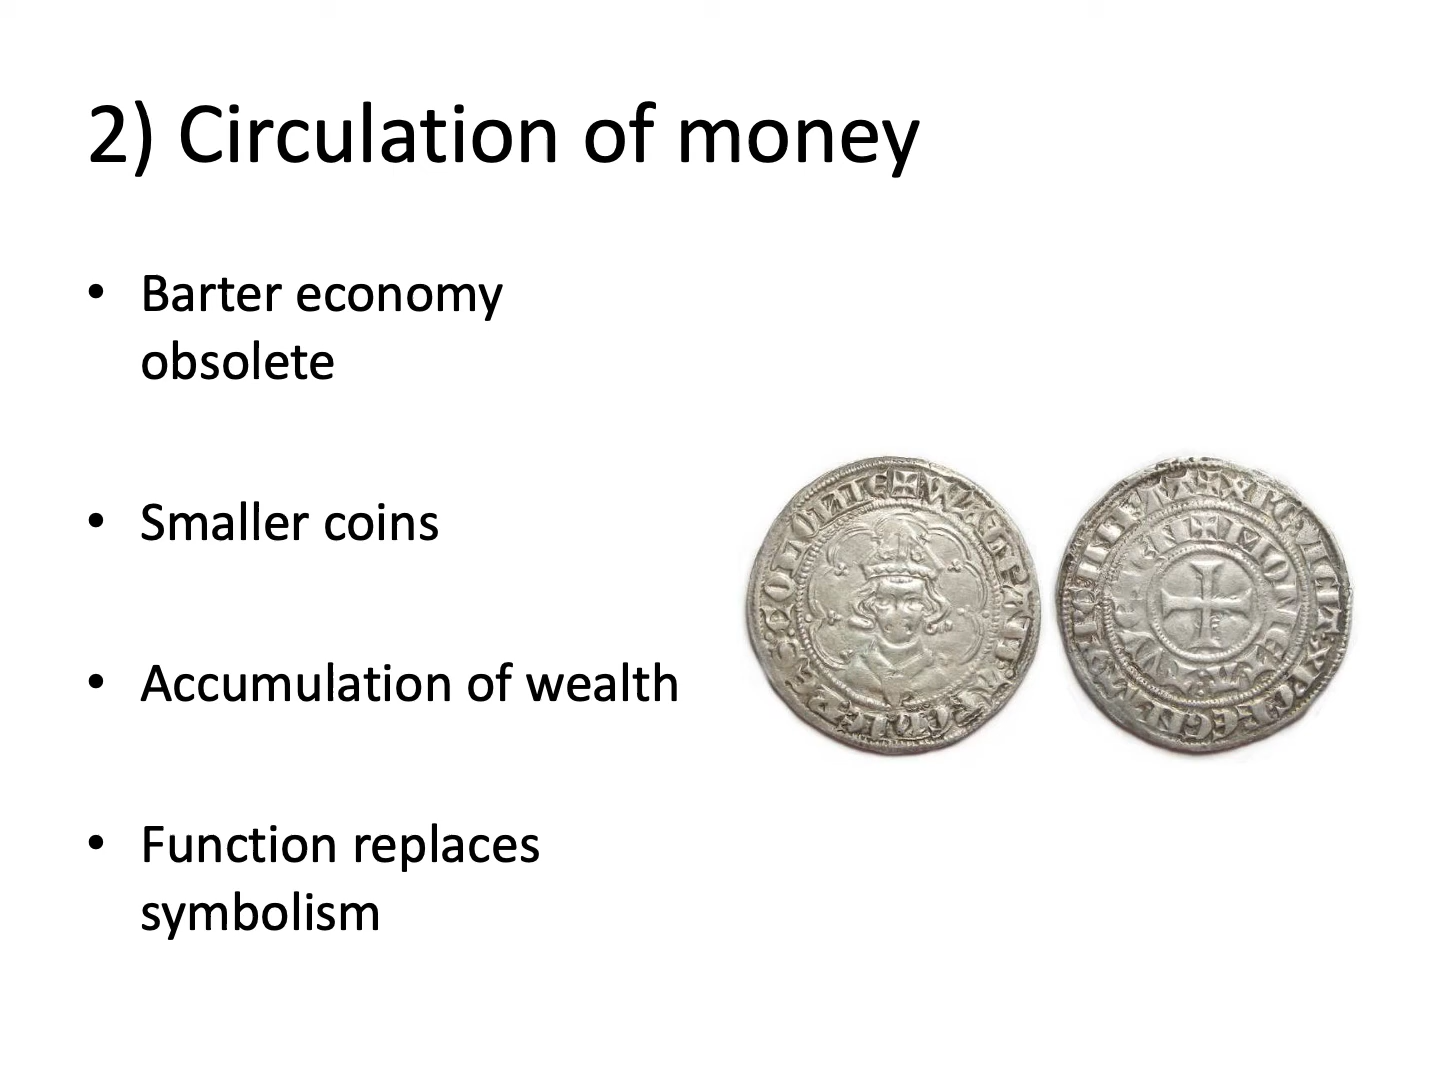 2) Circulation of money
• Barter economy
obsolete
• Smaller coins
• Accumulation of wealth
• Function replaces
symbolism